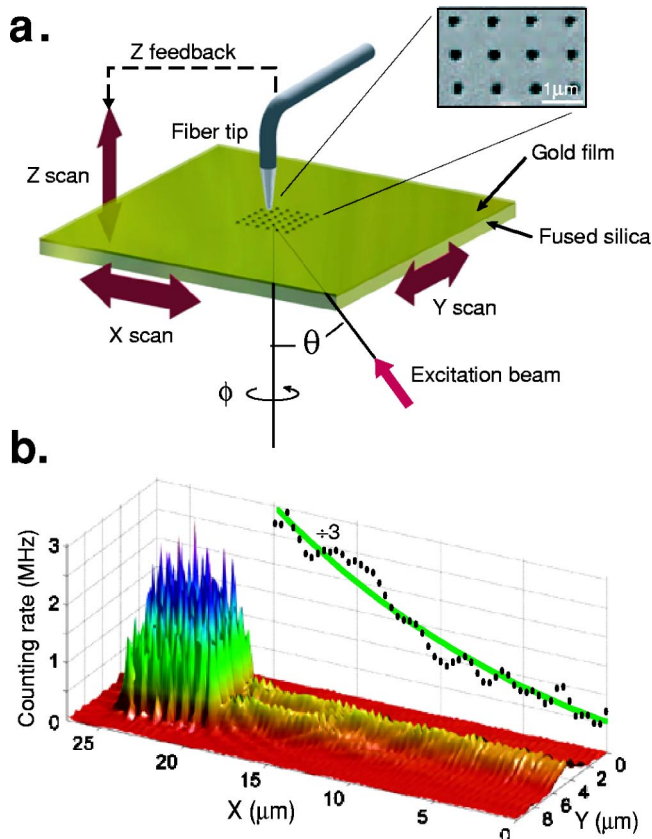 a.
Z feedback
Fiber tip
1μm
Z scan
Gold film
Fused silica
X scan
Y scan
θ
Excitation beam
ϕ
b.
÷3
Counting rate (MHz)
3
2
1
0
25
20
15
10
5
0
X (μm)
8
6
4
2
0
Y (μm)